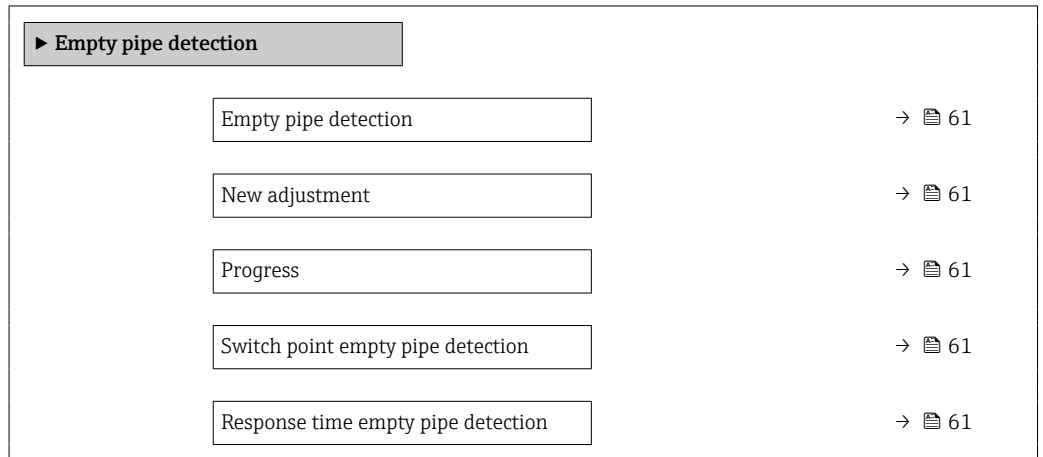 ▶ Empty pipe detection
Empty pipe detection → 61
New adjustment → 61
Progress → 61
Switch point empty pipe detection → 61
Response time empty pipe detection → 61